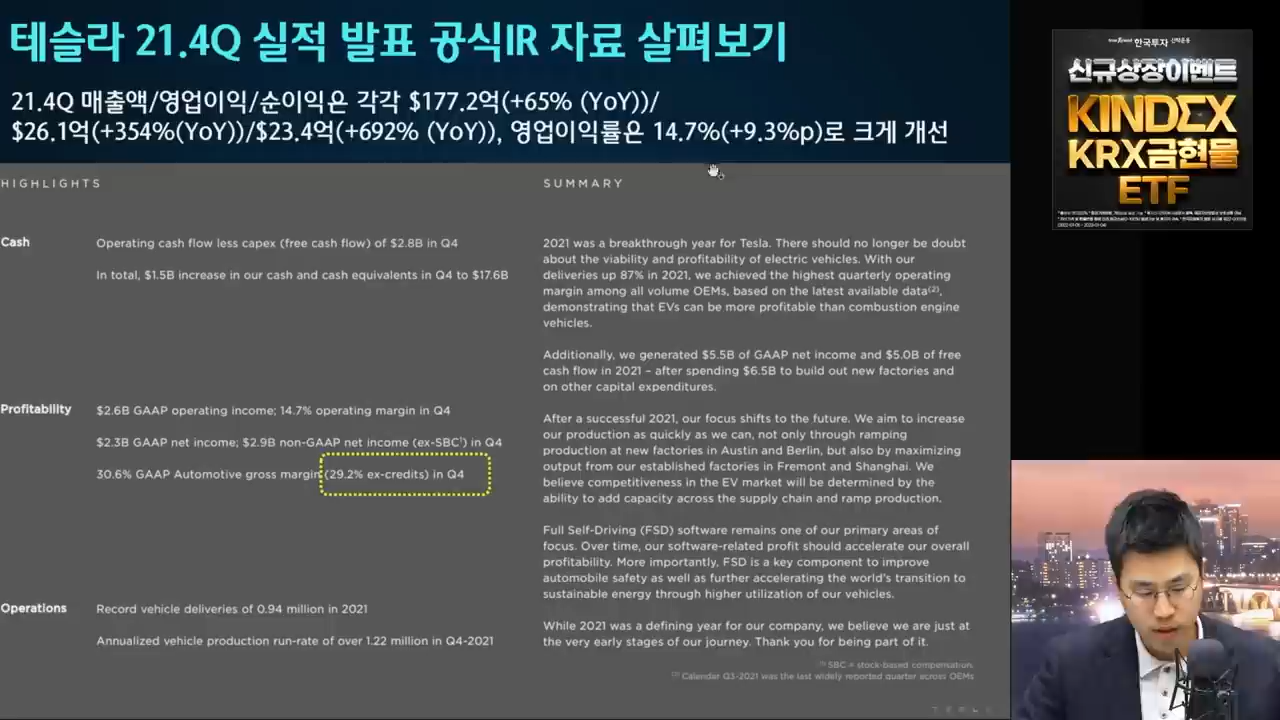 테슬라 21.4Q 실적 발표 공식IR 자료 살펴보기
21.4Q 매출액/영업이익/순이익은 각각 $177.2억(+65% (YoY))/
$26.1억(+354%(YoY))/$23.4억(+692% (YoY)), 영업이익률은 14.7%(+9.3%p)로 크게 개선
HIGHLIGHTS
Cash
Operating cash flow less capex (free cash flow) of $2.8B in Q4
In total, $1.5B increase in our cash and cash equivalents in Q4 to $17.6B
Profitability
$2.6B GAAP operating income; 14.7% operating margin in Q4
$2.3B GAAP net income; $2.9B non-GAAP net income (ex-SBC¹) in Q4
30.6% GAAP Automotive gross margin (29.2% ex-credits) in Q4
Operations
Record vehicle deliveries of 0.94 million in 2021
Annualized vehicle production run-rate of over 1.22 million in Q4-2021
SUMMARY
2021 was a breakthrough year for Tesla. There should no longer be doubt
about the viability and profitability of electric vehicles. With our
deliveries up 87% in 2021, we achieved the highest quarterly operating
margin among all volume OEMs, based on the latest available data⁽²⁾,
demonstrating that EVs can be more profitable than combustion engine
vehicles.
Additionally, we generated $5.5B of GAAP net income and $5.0B of free
cash flow in 2021 – after spending $6.5B to build out new factories and
on other capital expenditures.
After a successful 2021, our focus shifts to the future. We aim to increase
our production as quickly as we can, not only through ramping
production at new factories in Austin and Berlin, but also by maximizing
output from our established factories in Fremont and Shanghai. We
believe competitiveness in the EV market will be determined by the
ability to add capacity across the supply chain and ramp production.
Full Self-Driving (FSD) software remains one of our primary areas of
focus. Over time, our software-related profit should accelerate our overall
profitability. More importantly, FSD is a key component to improve
automobile safety as well as further accelerating the world's transition to
sustainable energy through higher utilization of our vehicles.
While 2021 was a defining year for our company, we believe we are just at
the very early stages of our journey. Thank you for being part of it.
⁽¹⁾ SBC = stock-based compensation.
⁽²⁾ Calendar Q3-2021 was the last widely reported quarter across OEMs
한국투자 신탁운용
신규상장이벤트
KINDEX
KRX금현물
ETF